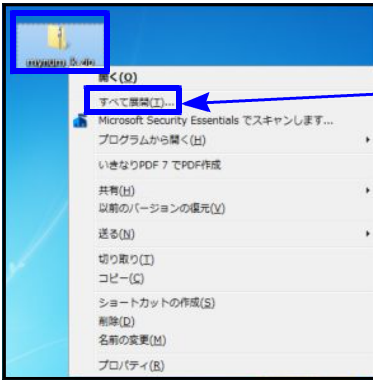 開く(O)
すべて展開(T)...
Microsoft Security Essentials でスキャンします...
プログラムから開く(H)
いきなりPDF 7 でPDF作成
共有(H)
以前のバージョンの復元(V)
送る(N)
切り取り(T)
コピー(C)
ショートカットの作成(S)
削除(D)
名前の変更(M)
プロパティ(R)